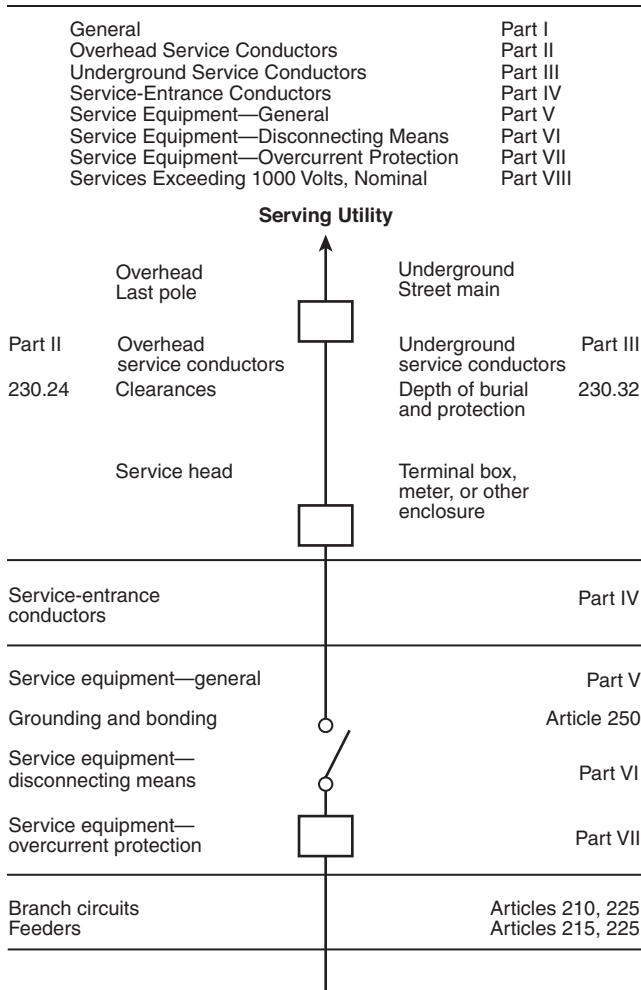 General Part I
Overhead Service Conductors Part II
Underground Service Conductors Part III
Service-Entrance Conductors Part IV
Service Equipment—General Part V
Service Equipment—Disconnecting Means Part VI
Service Equipment—Overcurrent Protection Part VII
Services Exceeding 1000 Volts, Nominal Part VIII
Serving Utility
Overhead
Last pole
Underground
Street main
Part II
Overhead
service conductors
Underground
service conductors
Part III
230.24
Clearances
Depth of burial
and protection
230.32
Service head
Terminal box,
meter, or other
enclosure
Service-entrance
conductors
Part IV
Service equipment—general Part V
Grounding and bonding Article 250
Service equipment—
disconnecting means
Part VI
Service equipment—
overcurrent protection
Part VII
Branch circuits Articles 210, 225
Feeders Articles 215, 225